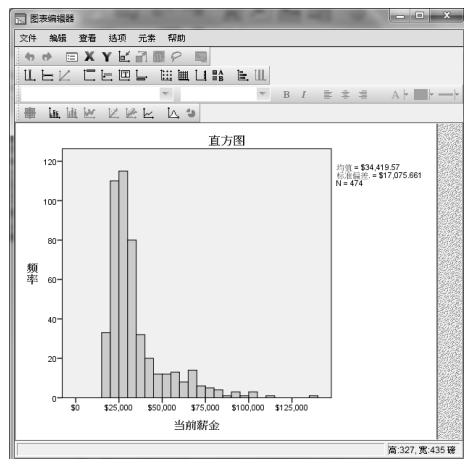 图表编辑器
文件 编辑 查看 选项 元素 帮助
X Y
B I A
直方图
均值 = $34,419.57
标准偏差. = $17,075.661
N = 474
频率
120
100
80
60
40
20
0
$0 $25,000 $50,000 $75,000 $100,000 $125,000
当前薪金
高:327, 宽:435 磅